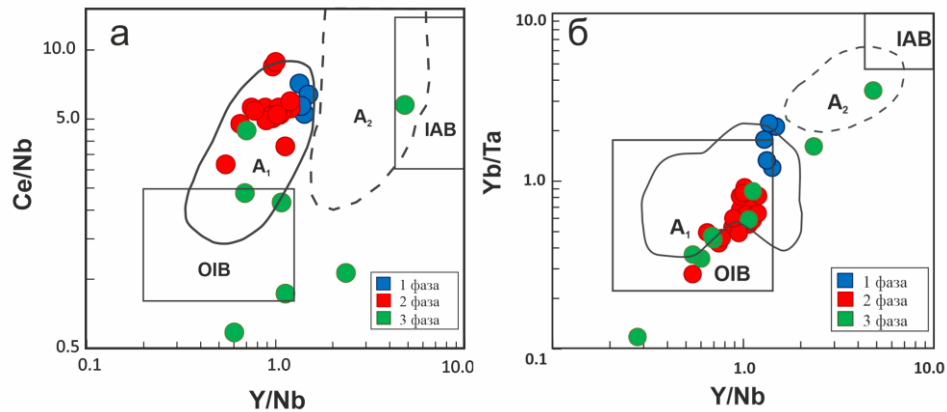 а
10.0
5.0
1.0
0.5
Ce/Nb
0.1
1.0
10.0
Y/Nb
A₁
A₂
IAB
OIB
1 фаза
2 фаза
3 фаза
б
10.0
1.0
0.1
Yb/Ta
0.1
1.0
10.0
Y/Nb
IAB
A₂
A₁
OIB
1 фаза
2 фаза
3 фаза